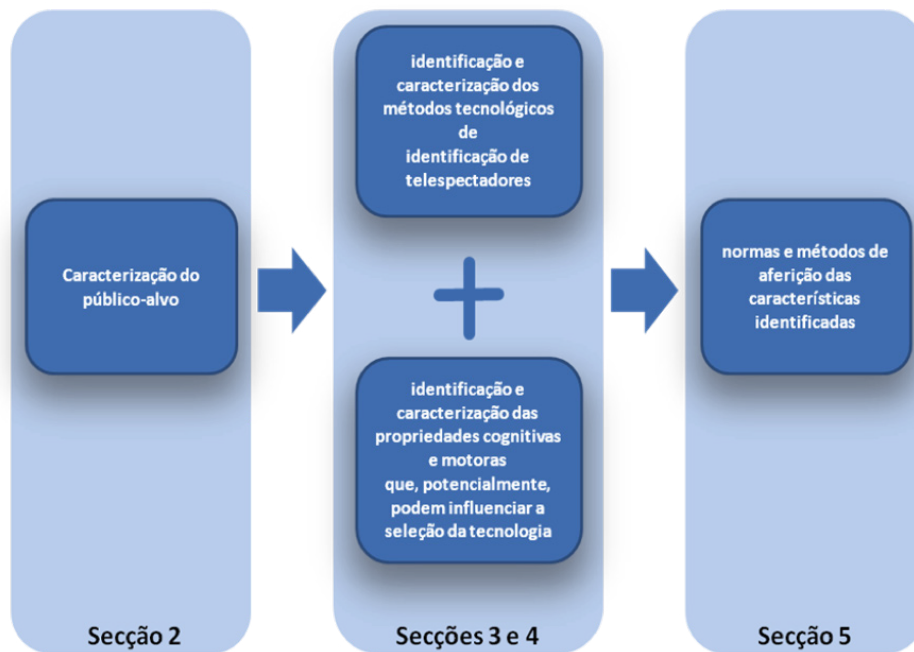 Caracterização do
público-alvo
Secção 2
identificação e
caracterização dos
métodos tecnológicos
de
identificação de
telespectadores
identificação e
caracterização das
propriedades cognitivas
e motoras
que, potencialmente,
podem influenciar a
seleção da tecnologia
Secções 3 e 4
normas e métodos de
aferição das
características
identificadas
Secção 5